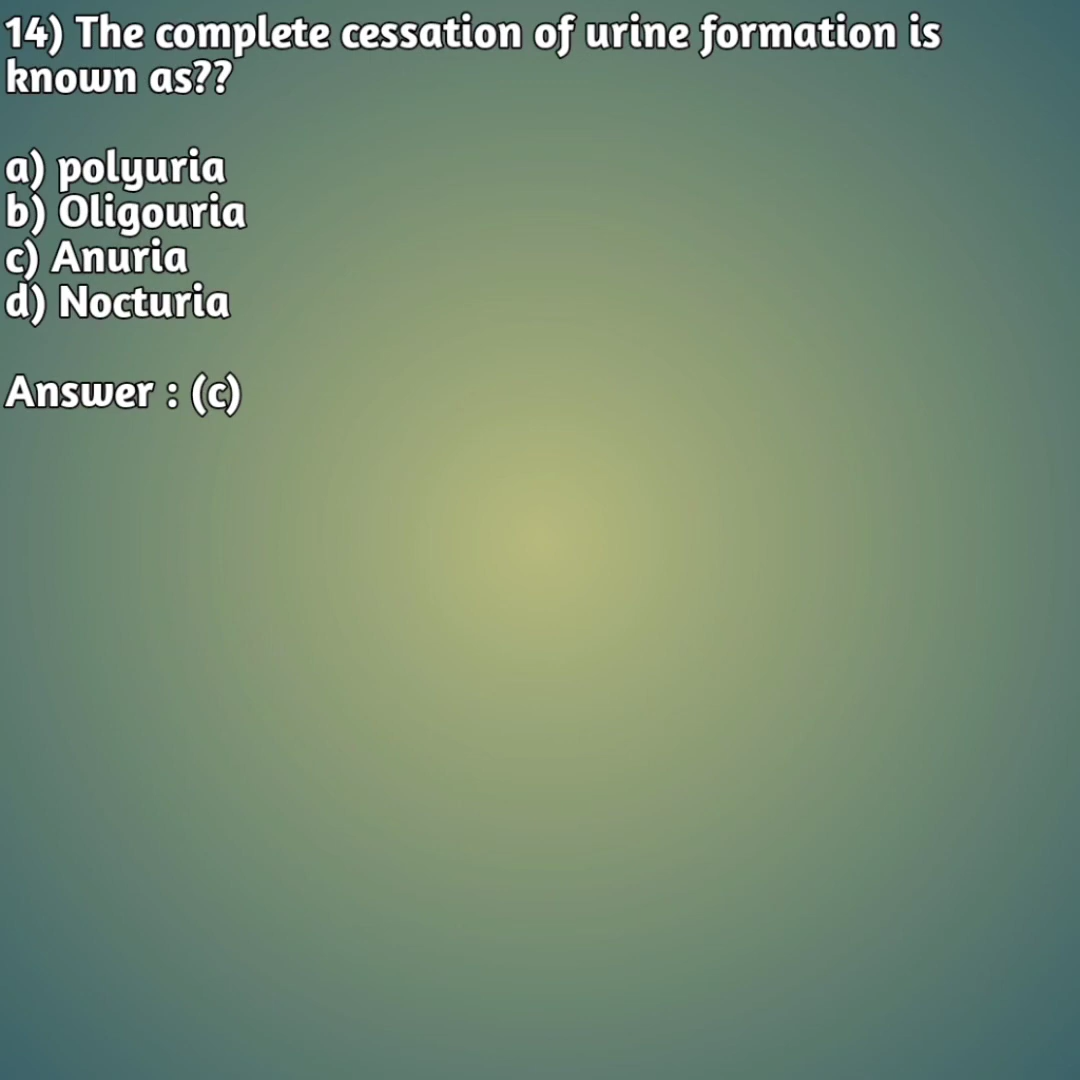 14) The complete cessation of urine formation is
known as??
a) polyuria
b) Oligouria
c) Anuria
d) Nocturia
Answer : (c)